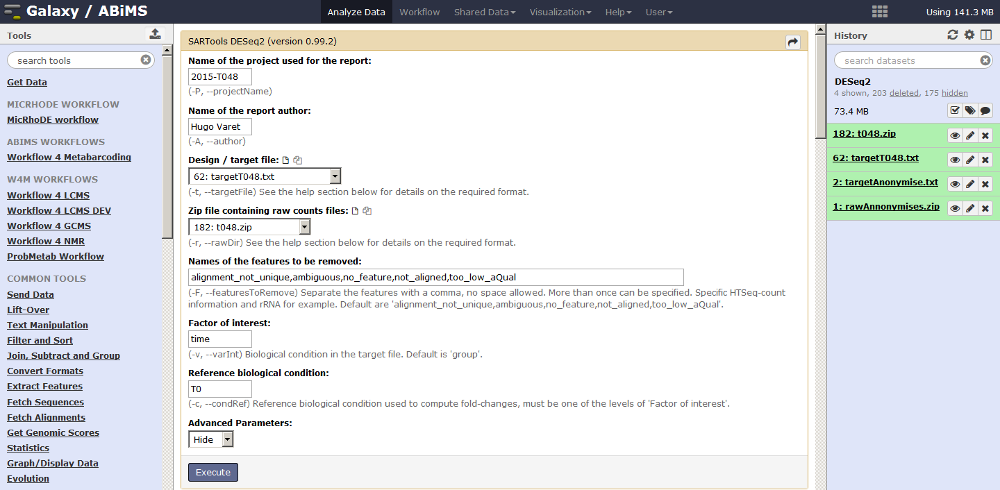 Galaxy / ABiMS
Analyze Data Workflow Shared Data Visualization Help User
Using 141.3 MB
Tools
search tools
Get Data
MICRHODE WORKFLOW
MicRhoDE workflow
ABIMS WORKFLOWS
Workflow 4 Metabarcoding
W4M WORKFLOWS
Workflow 4 LCMS
Workflow 4 LCMS DEV
Workflow 4 GCMS
Workflow 4 NMR
ProbMetab Workflow
COMMON TOOLS
Send Data
Lift-Over
Text Manipulation
Filter and Sort
Join, Subtract and Group
Convert Formats
Extract Features
Fetch Sequences
Fetch Alignments
Get Genomic Scores
Statistics
Graph/Display Data
Evolution
SARTools DESeq2 (version 0.99.2)
Name of the project used for the report:
2015-T048
(-P, --projectName)
Name of the report author:
Hugo Varet
(-A, --author)
Design / target file:
62: targetT048.txt
(-t, --targetFile) See the help section below for details on the required format.
Zip file containing raw counts files:
182: t048.zip
(-r, --rawDir) See the help section below for details on the required format.
Names of the features to be removed:
alignment_not_unique,ambiguous,no_feature,not_aligned,too_low_aQual
(-F, --featuresToRemove) Separate the features with a comma, no space allowed. More than once can be specified. Specific HTSeq-count
information and rRNA for example. Default are 'alignment_not_unique,ambiguous,no_feature,not_aligned,too_low_aQual'.
Factor of interest:
time
(-v, --varInt) Biological condition in the target file. Default is 'group'.
Reference biological condition:
T0
(-c, --condRef) Reference biological condition used to compute fold-changes, must be one of the levels of 'Factor of interest'.
Advanced Parameters:
Hide
Execute
History
search datasets
DESeq2
4 shown, 203 deleted, 175 hidden
73.4 MB
182: t048.zip
62: targetT048.txt
2: targetAnonymise.txt
1: rawAnnonymises.zip